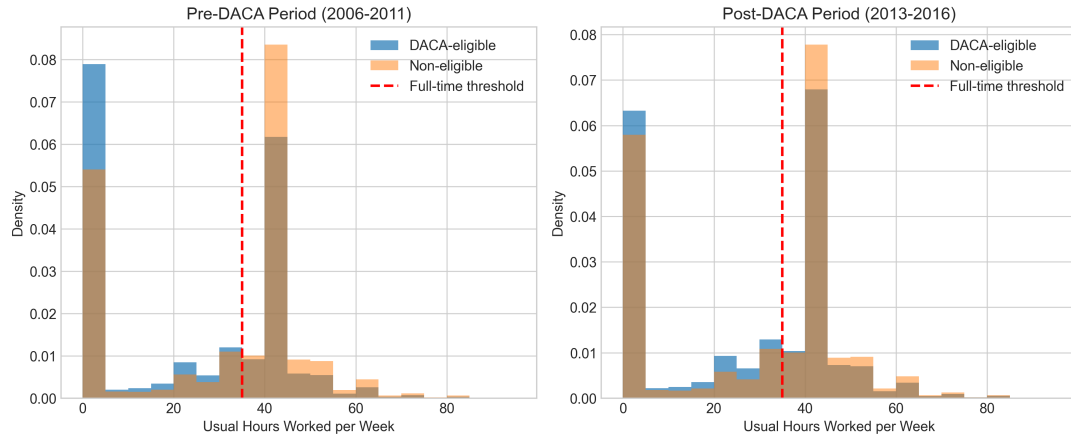 Pre-DACA Period (2006-2011)
DACA-eligible
Non-eligible
Full-time threshold
0.08
0.07
0.06
0.05
0.04
0.03
0.02
0.01
0.00
Density
0
20
40
60
80
Usual Hours Worked per Week
Post-DACA Period (2013-2016)
DACA-eligible
Non-eligible
Full-time threshold
0.08
0.07
0.06
0.05
0.04
0.03
0.02
0.01
0.00
Density
0
20
40
60
80
Usual Hours Worked per Week